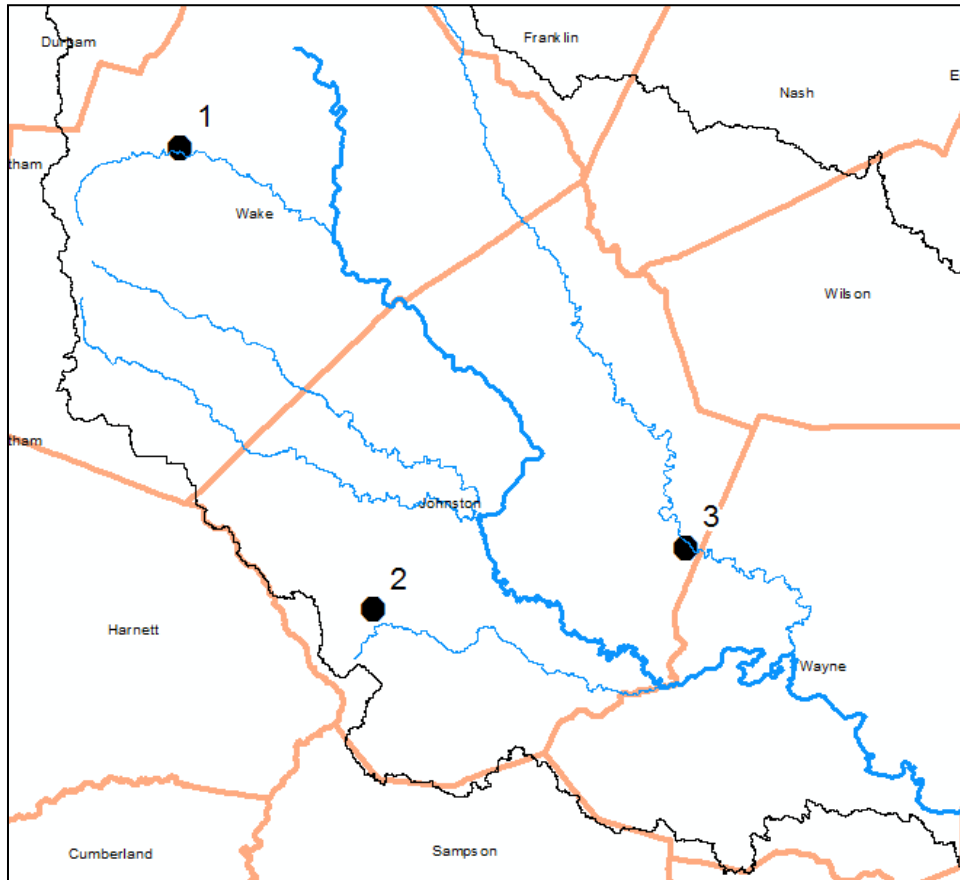 Franklin
Durham
E
Nash
1
tham
Wake
Wilson
tham
Johnston
3
2
Harnett
Wayne
Cumberland
Sampson